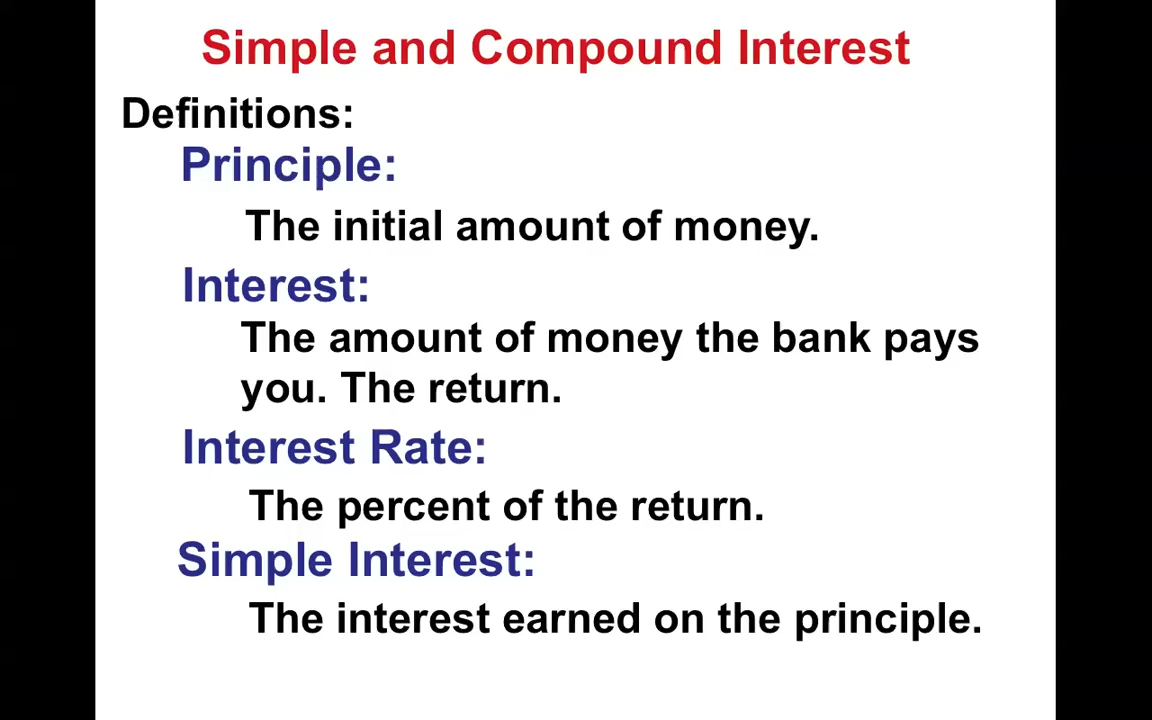 Simple and Compound Interest
Definitions:
Principle:
The initial amount of money.
Interest:
The amount of money the bank pays
you. The return.
Interest Rate:
The percent of the return.
Simple Interest:
The interest earned on the principle.